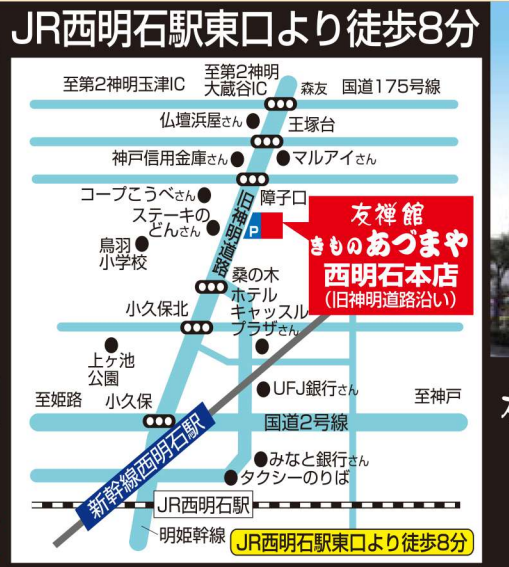 JR西明石駅東口より徒歩8分
至第2神明玉津IC
至第2神明
大蔵谷IC
森友
国道175号線
仏壇浜屋さん
王塚台
神戸信用金庫さん
マルアイさん
コープこうべさん
障子口
ステーキの
どんさん
旧神明道路
P
鳥羽
小学校
友禅館
きものあづまや
西明石本店
(旧神明道路沿い)
桑の木
ホテル
キャッスル
プラザさん
小久保北
上ヶ池
公園
UFJ銀行さん
至姫路
小久保
至神戸
国道2号線
新幹線西明石駅
みなと銀行さん
タクシーのりば
JR西明石駅
明姫幹線
JR西明石駅東口より徒歩8分